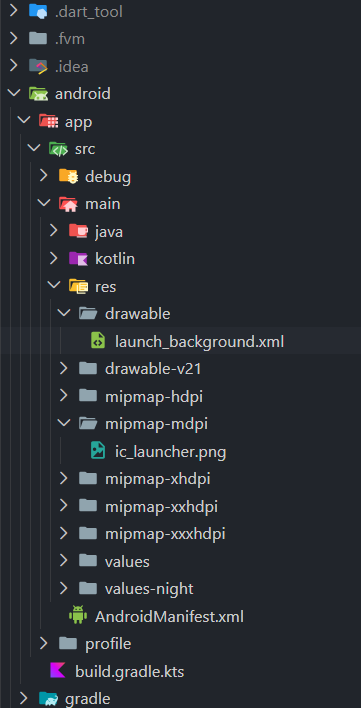 .dart_tool
.fvm
.idea
android
app
src
debug
main
java
kotlin
res
drawable
launch_background.xml
drawable-v21
mipmap-hdpi
mipmap-mdpi
ic_launcher.png
mipmap-xhdpi
mipmap-xxhdpi
mipmap-xxxhdpi
values
values-night
AndroidManifest.xml
profile
build.gradle.kts
gradle